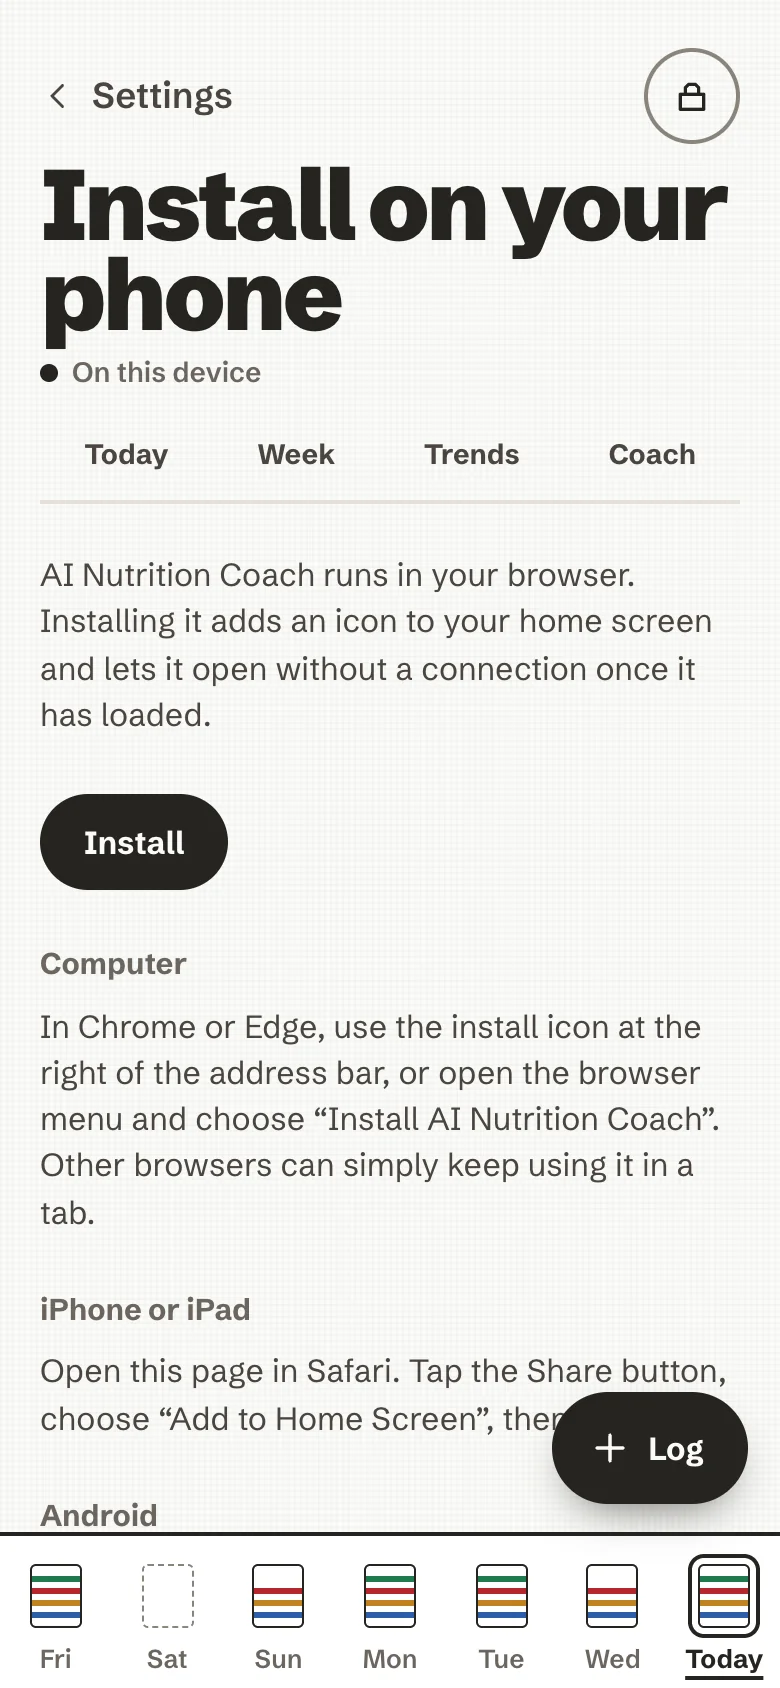 Settings
Install on your
phone
On this device
Today Week Trends Coach
AI Nutrition Coach runs in your browser.
Installing it adds an icon to your home screen
and lets it open without a connection once it
has loaded.
Install
Computer
In Chrome or Edge, use the install icon at the
right of the address bar, or open the browser
menu and choose “Install AI Nutrition Coach”.
Other browsers can simply keep using it in a
tab.
iPhone or iPad
Open this page in Safari. Tap the Share button,
choose “Add to Home Screen”,
Log
Android
Fri Sat Sun Mon Tue Wed Today